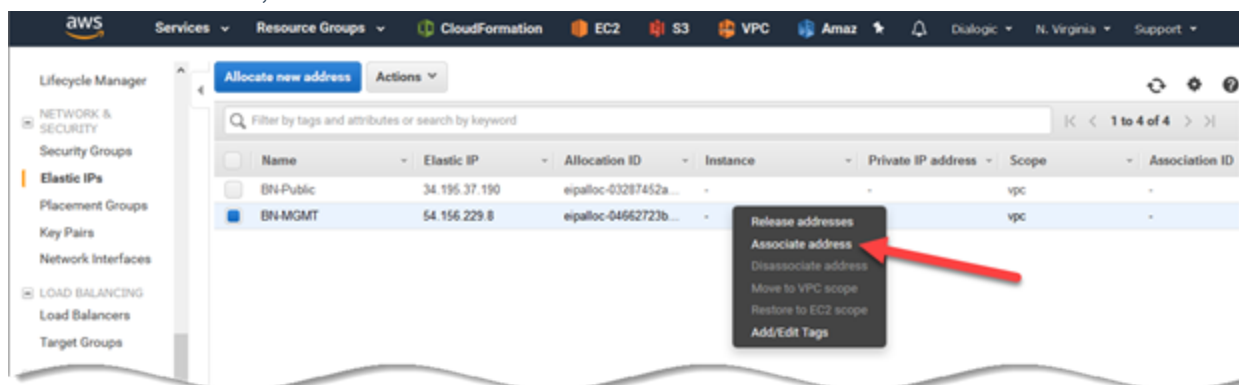 aws Services Resource Groups CloudFormation EC2 S3 VPC Amaz Dialogic N. Virginia Support
Lifecycle Manager
NETWORK &
SECURITY
Security Groups
Elastic IPs
Placement Groups
Key Pairs
Network Interfaces
LOAD BALANCING
Load Balancers
Target Groups
Allocate new address Actions
Filter by tags and attributes or search by keyword 1 to 4 of 4
Name Elastic IP Allocation ID Instance Private IP address Scope Association ID
BN-Public 34.195.37.190 eipalloc-03287452a... - - vpc -
BN-MGMT 54.156.229.8 eipalloc-04662723b... - vpc -
Release addresses
Associate address
Disassociate address
Move to VPC scope
Restore to EC2 scope
Add/Edit Tags